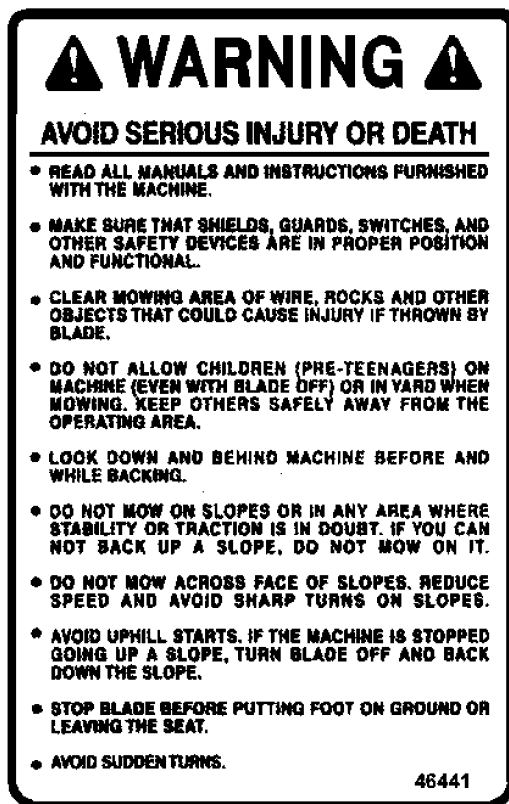 WARNING
AVOID SERIOUS INJURY OR DEATH
• READ ALL MANUALS AND INSTRUCTIONS FURNISHED
WITH THE MACHINE.
• MAKE SURE THAT SHIELDS, GUARDS, SWITCHES, AND
OTHER SAFETY DEVICES ARE IN PROPER POSITION
AND FUNCTIONAL.
• CLEAR MOWING AREA OF WIRE, ROCKS AND OTHER
OBJECTS THAT COULD CAUSE INJURY IF THROWN BY
BLADE.
• DO NOT ALLOW CHILDREN (PRE-TEENAGERS) ON
MACHINE (EVEN WITH BLADE OFF) OR IN YARD WHEN
MOWING. KEEP OTHERS SAFELY AWAY FROM THE
OPERATING AREA.
• LOOK DOWN AND BEHIND MACHINE BEFORE AND
WHILE BACKING.
• DO NOT MOW ON SLOPES OR IN ANY AREA WHERE
STABILITY OR TRACTION IS IN DOUBT. IF YOU CAN
NOT BACK UP A SLOPE, DO NOT MOW ON IT.
• DO NOT MOW ACROSS FACE OF SLOPES. REDUCE
SPEED AND AVOID SHARP TURNS ON SLOPES.
• AVOID UPHILL STARTS. IF THE MACHINE IS STOPPED
GOING UP A SLOPE, TURN BLADE OFF AND BACK
DOWN THE SLOPE.
• STOP BLADE BEFORE PUTTING FOOT ON GROUND OR
LEAVING THE SEAT.
• AVOID SUDDEN TURNS.
46441